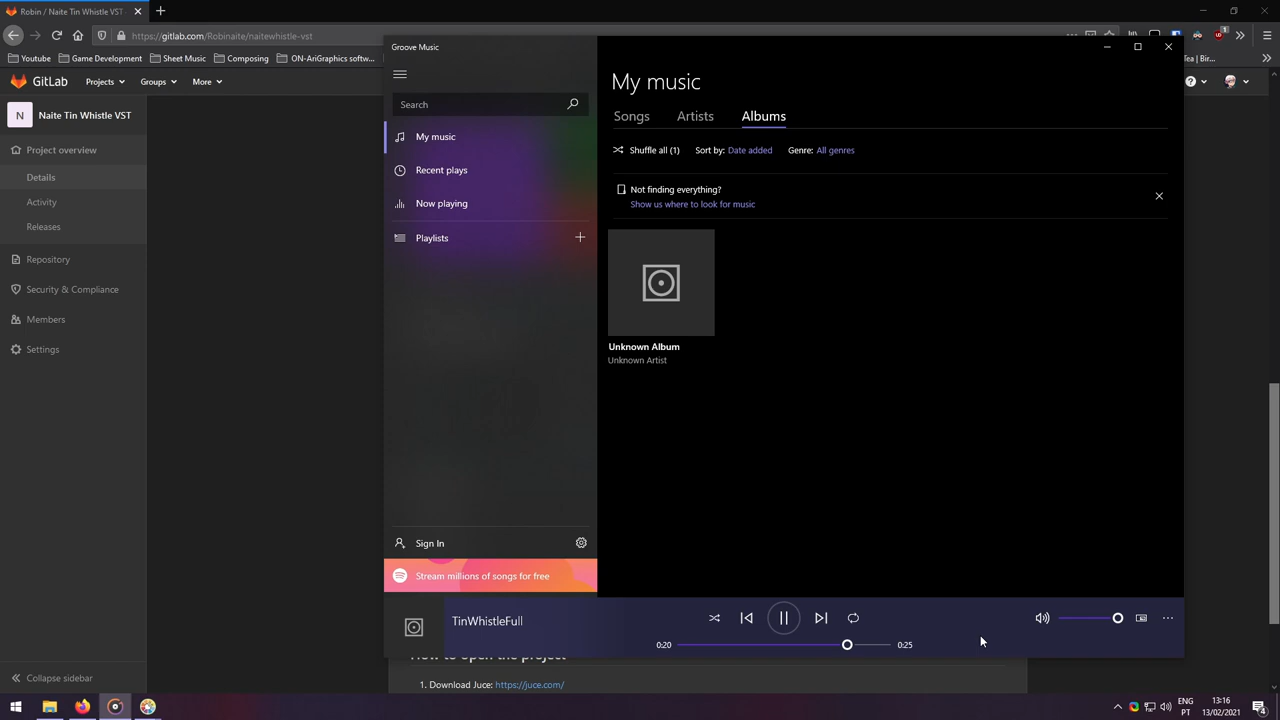 Robin / Naite Tin Whistle VST
https://gitlab.com/Robinaite/naitewhistle-vst
Youtube
Game Development
Sheet Music
Composing
ON-AriGraphics softw...
Tea | Bir...
GitLab
Projects
Groups
More
N
Naite Tin Whistle VST
Project overview
Details
Activity
Releases
Repository
Security & Compliance
Members
Settings
Collapse sidebar
Groove Music
Search
My music
Recent plays
Now playing
Playlists
Sign In
Stream millions of songs for free
My music
Songs
Artists
Albums
Shuffle all (1)
Sort by: Date added
Genre: All genres
Not finding everything?
Show us where to look for music
Unknown Album
Unknown Artist
TinWhistleFull
0:20
0:25
How to open the project
1. Download Juce: https://juce.com/
ENG
PT
13:16
13/02/2021
4